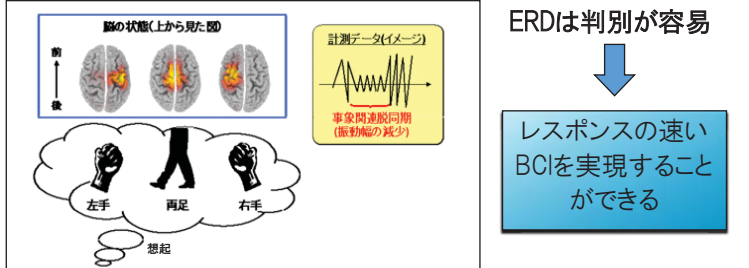 脳の状態(上から見た図)
前
後
計測データ(イメージ)
事象関連脱同期
(振動幅の減少)
左手
両足
右手
想起
ERDは判別が容易
レスポンスの速い
BCIを実現すること
ができる